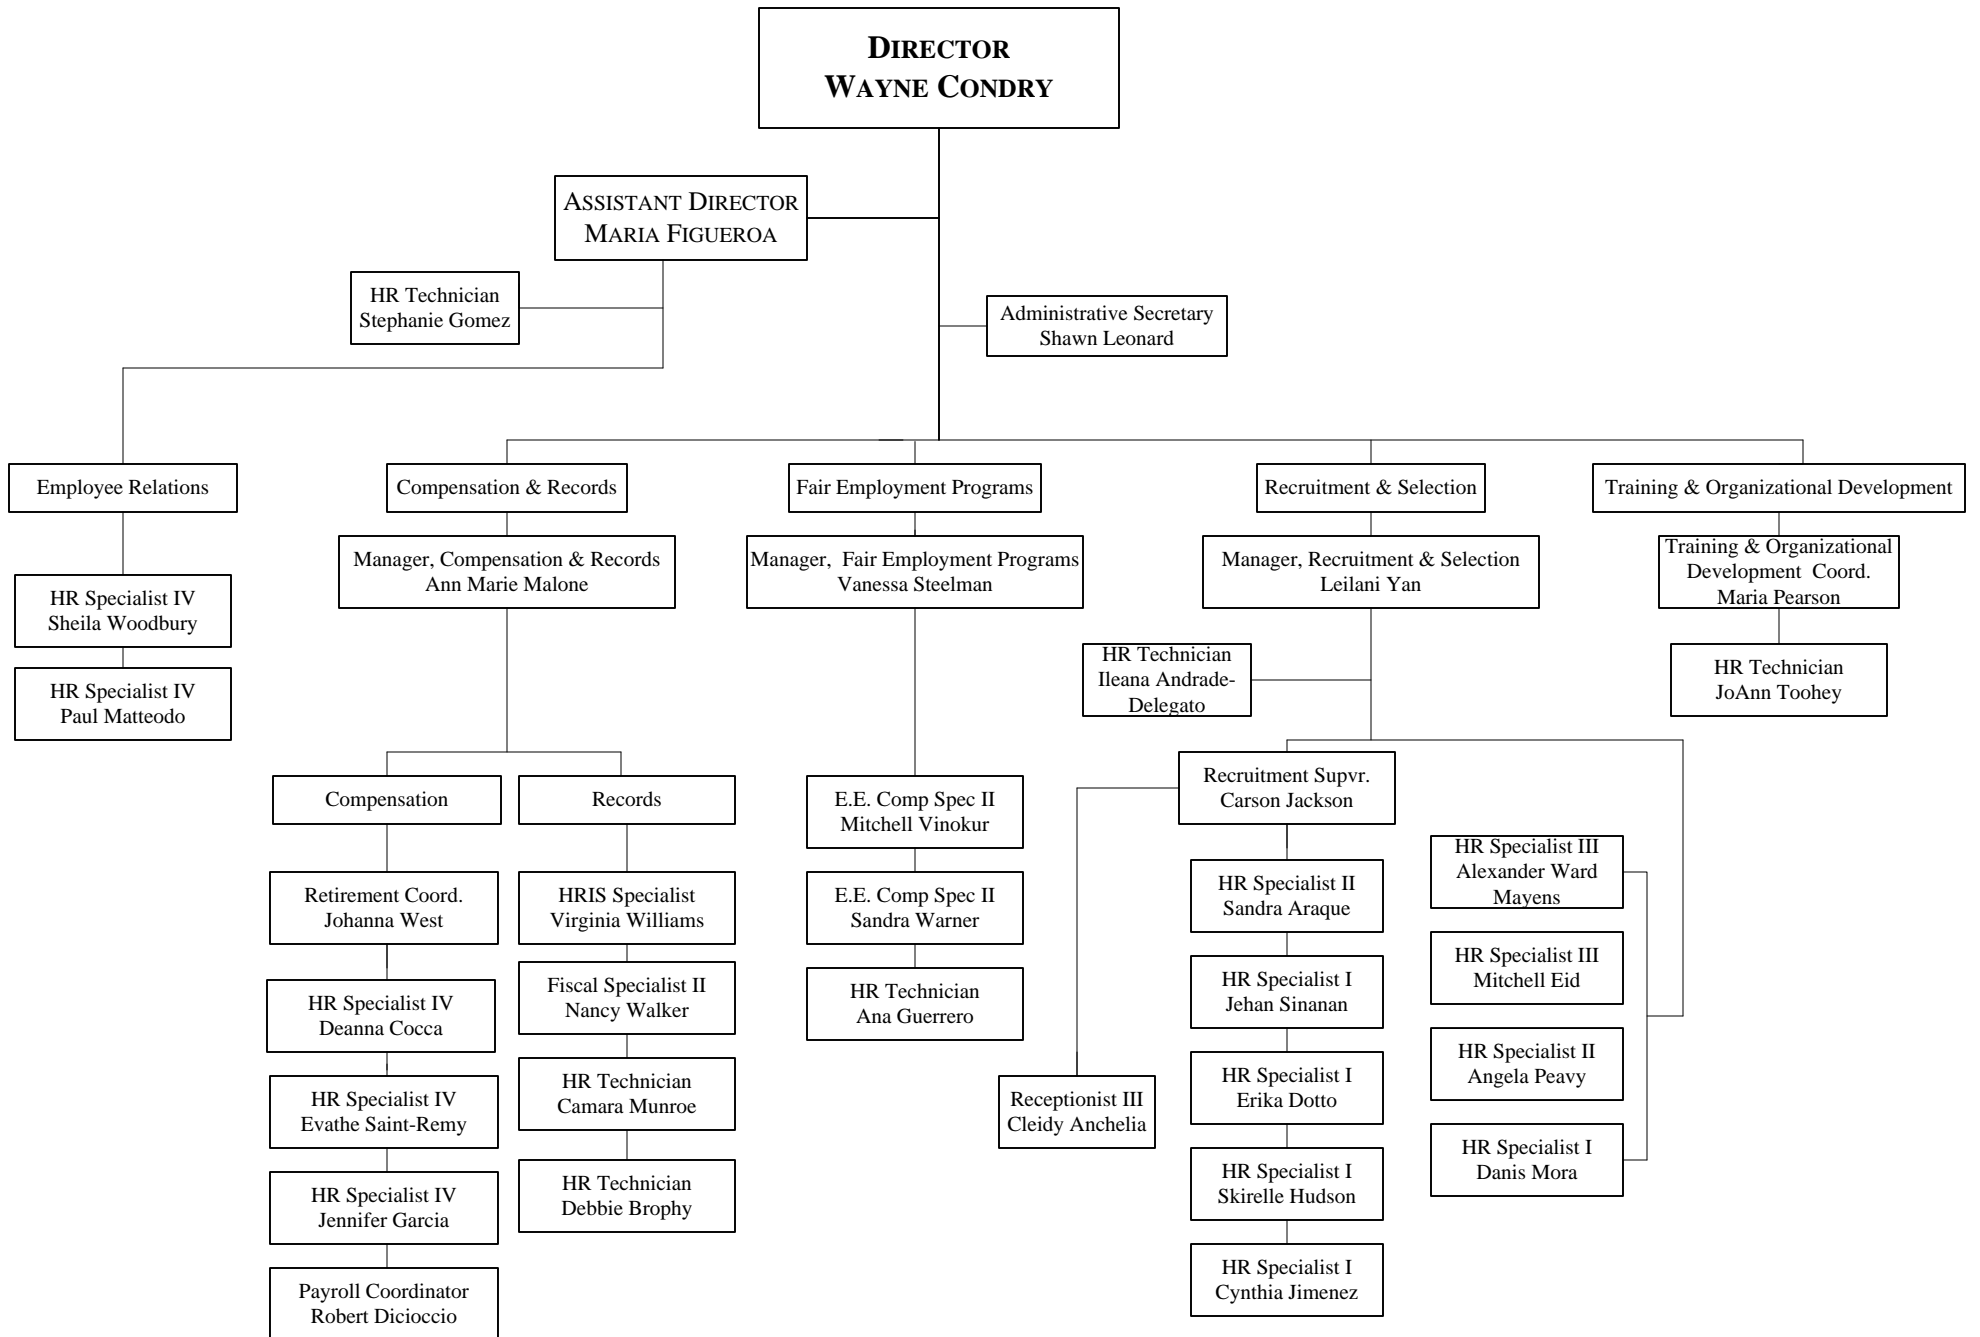 DIRECTOR
WAYNE CONDRY
ASSISTANT DIRECTOR
MARIA FIGUEROA
HR Technician
Stephanie Gomez
Administrative Secretary
Shawn Leonard
Employee Relations
HR Specialist IV
Sheila Woodbury
HR Specialist IV
Paul Matteodo
Compensation & Records
Manager, Compensation & Records
Ann Marie Malone
Compensation
Retirement Coord.
Johanna West
HR Specialist IV
Deanna Cocca
HR Specialist IV
Evathe Saint-Remy
HR Specialist IV
Jennifer Garcia
Payroll Coordinator
Robert Dicioccio
Records
HRIS Specialist
Virginia Williams
Fiscal Specialist II
Nancy Walker
HR Technician
Camara Munroe
HR Technician
Debbie Brophy
Fair Employment Programs
Manager, Fair Employment Programs
Vanessa Steelman
E.E. Comp Spec II
Mitchell Vinokur
E.E. Comp Spec II
Sandra Warner
HR Technician
Ana Guerrero
Recruitment & Selection
Manager, Recruitment & Selection
Leilani Yan
HR Technician
Ileana Andrade-
Delegato
Recruitment Supvr.
Carson Jackson
Receptionist III
Cleidy Anchelia
HR Specialist II
Sandra Araque
HR Specialist I
Jehan Sinanan
HR Specialist I
Erika Dotto
HR Specialist I
Skirelle Hudson
HR Specialist I
Cynthia Jimenez
HR Specialist III
Alexander Ward
Mayens
HR Specialist III
Mitchell Eid
HR Specialist II
Angela Peavy
HR Specialist I
Danis Mora
Training & Organizational Development
Training & Organizational
Development Coord.
Maria Pearson
HR Technician
JoAnn Toohey